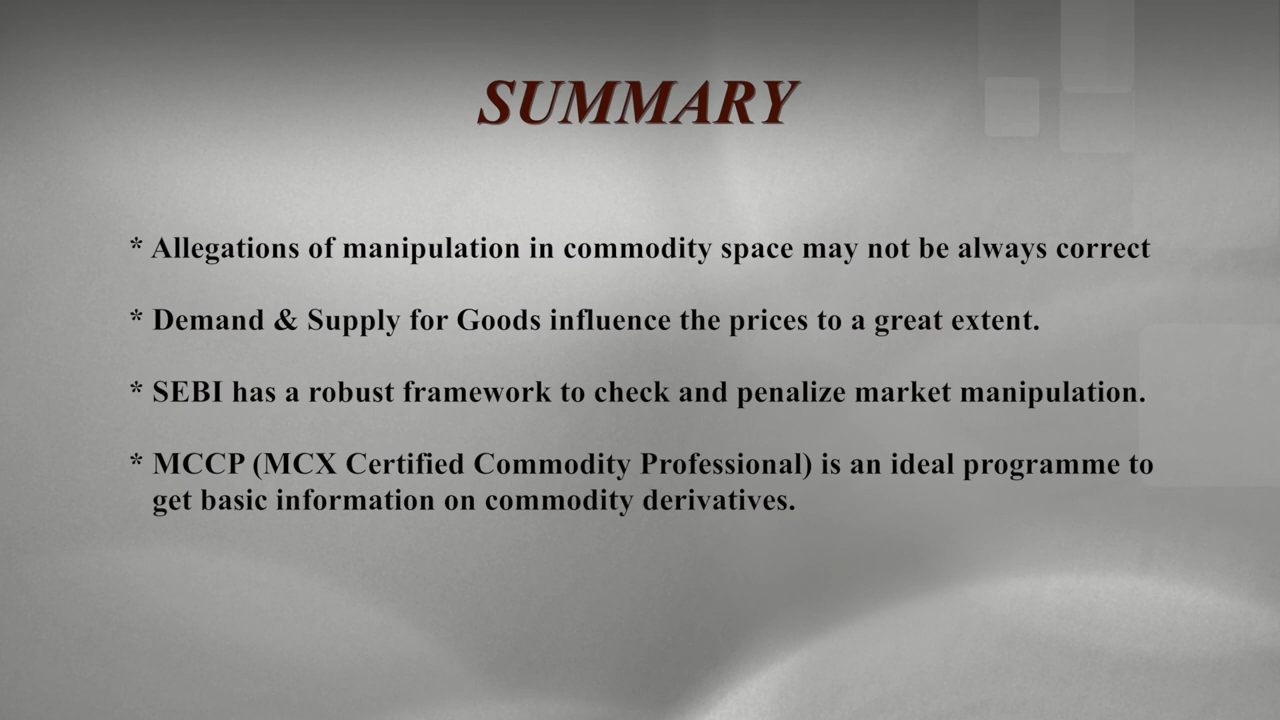 SUMMARY
* Allegations of manipulation in commodity space may not be always correct
* Demand & Supply for Goods influence the prices to a great extent.
* SEBI has a robust framework to check and penalize market manipulation.
* MCCP (MCX Certified Commodity Professional) is an ideal programme to
get basic information on commodity derivatives.